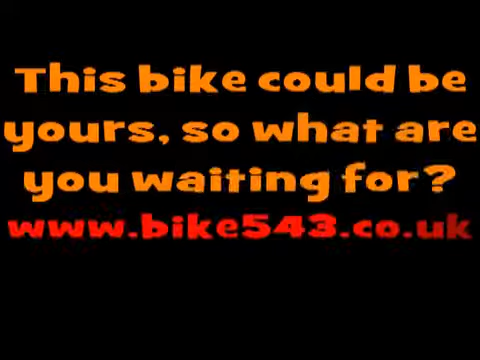 This bike could be
yours, so what are
you waiting for?
www.bike543.co.uk